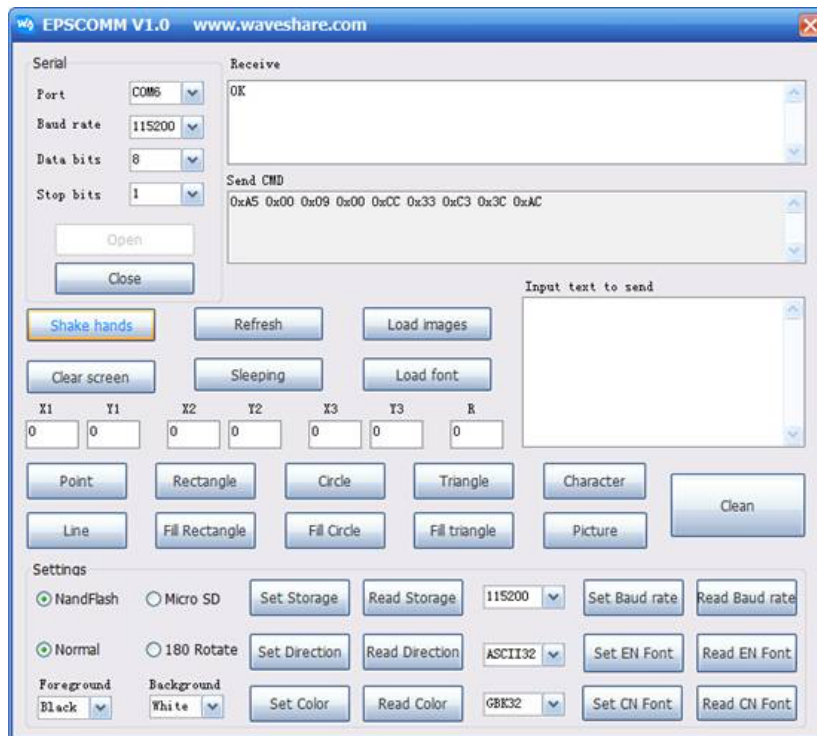 EPSCOMM V1.0 www.waveshare.com
Serial
Port COM6
Baud rate 115200
Data bits 8
Stop bits 1
Open
Close
Receive
OK
Send CMD
0xA5 0x00 0x09 0x00 0xCC 0x33 0xC3 0x3C 0xAC
Input text to send
Shake hands Refresh Load images
Clear screen Sleeping Load font
X1 Y1 X2 Y2 X3 Y3 R
0 0 0 0 0 0 0
Point Rectangle Circle Triangle Character
Clean
Line Fill Rectangle Fill Circle Fill triangle Picture
Settings
NandFlash Micro SD Set Storage Read Storage 115200 Set Baud rate Read Baud rate
Normal 180 Rotate Set Direction Read Direction ASCII32 Set EN Font Read EN Font
Foreground Background
Black White Set Color Read Color GBK32 Set CN Font Read CN Font